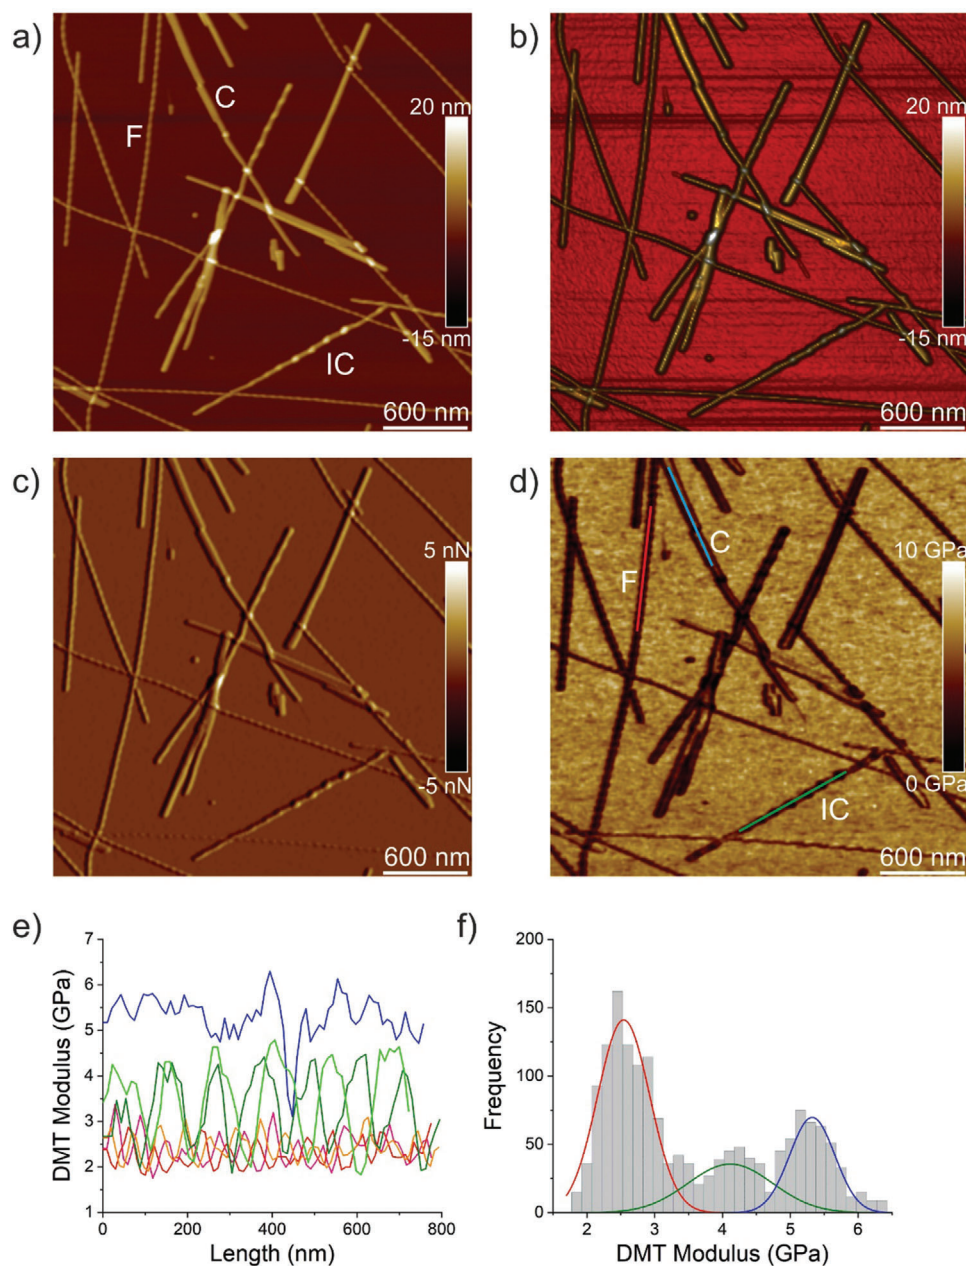 a)
20 nm
C
F
-15 nm
IC
600 nm
b)
20 nm
-15 nm
600 nm
c)
5 nN
-5 nN
600 nm
d)
10 GPa
C
F
0 GPa
IC
600 nm
e)
DMT Modulus (GPa)
7
6
5
4
3
2
1
0 200 400 600 800
Length (nm)
f)
Frequency
200
150
100
50
0
2 3 4 5 6
DMT Modulus (GPa)